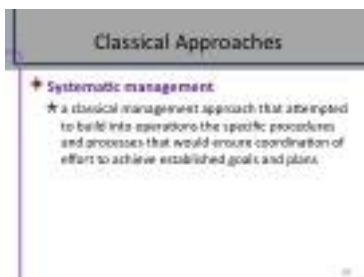 Classical Approaches
Systematic management
a classical management approach that attempted
to build into operations the specific procedures
and processes that would ensure coordination of
effort to achieve established goals and plans